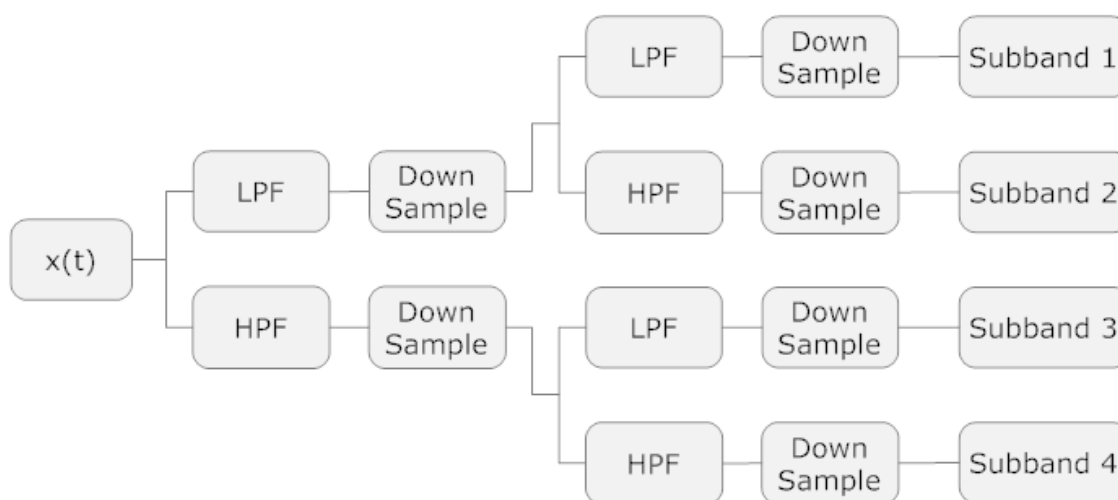 x(t)
LPF
Down
Sample
LPF
Down
Sample
Subband 1
HPF
Down
Sample
Subband 2
HPF
Down
Sample
LPF
Down
Sample
Subband 3
HPF
Down
Sample
Subband 4